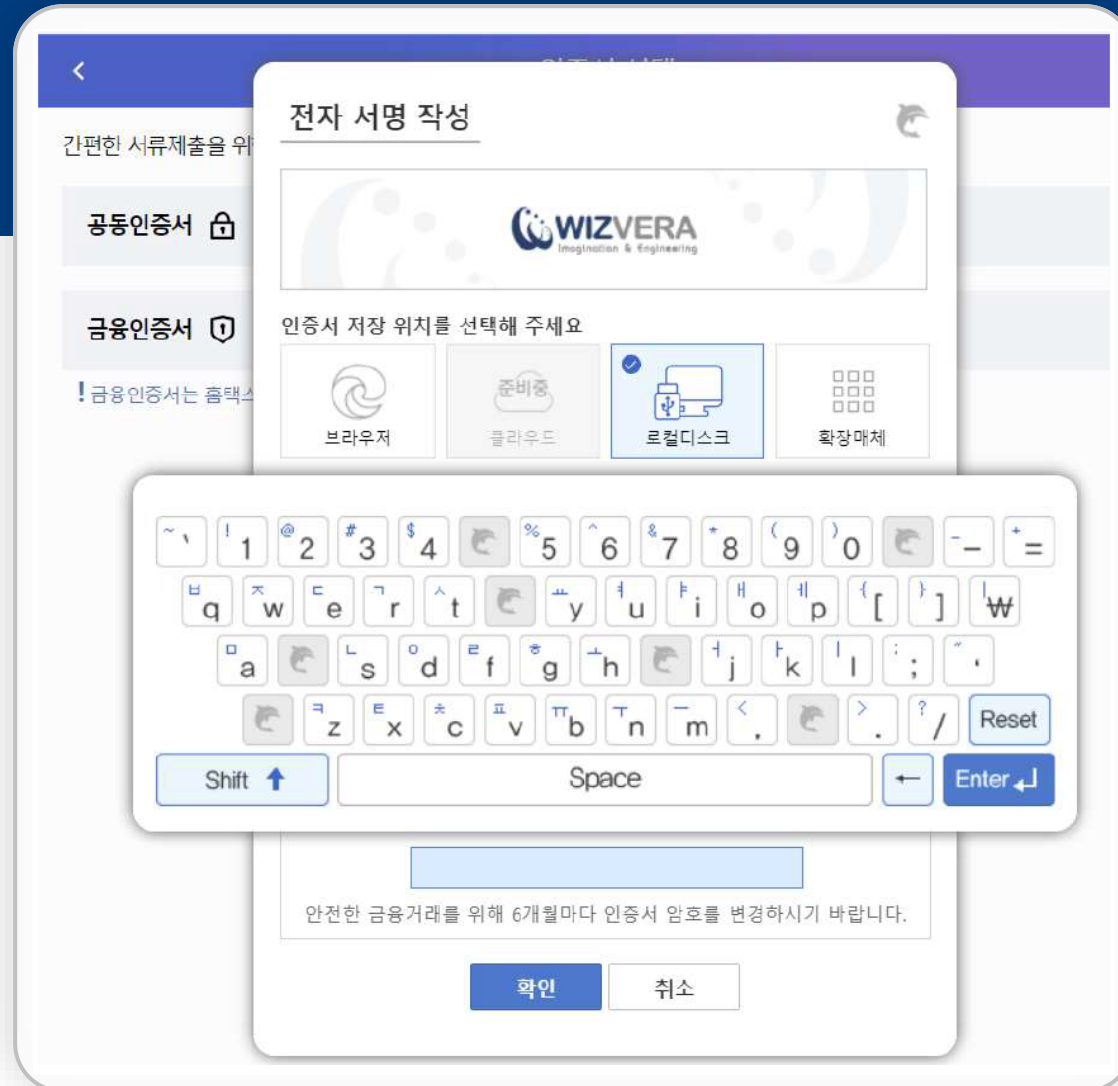 전자 서명 작성
간편한 서류제출을 위
공동인증서
WIZVERA
Imagination & Engineering
금융인증서
인증서 저장 위치를 선택해 주세요
! 금융인증서는 홈택스
준비중
브라우저 클라우드 로컬디스크 확장매체
~ ` ! 1 @ 2 # 3 $ 4 % 5 ^ 6 & 7 * 8 ( 9 ) 0 - _ + =
ㅂ q ㅈ w ㄷ e ㄱ r ㅅ t ㅛ y ㅕ u ㅑ i ㅐ o ㅔ p { [ } ] | ₩
ㅁ a ㄴ s ㅇ d ㄹ f ㅎ g ㅗ h ㅓ j ㅏ k ㅣ l : ; " '
ㅋ z ㅌ x ㅊ c ㅍ v ㅠ b ㅜ n ㅡ m < , > . ? / Reset
Shift Space ← Enter
안전한 금융거래를 위해 6개월마다 인증서 암호를 변경하시기 바랍니다.
확인 취소